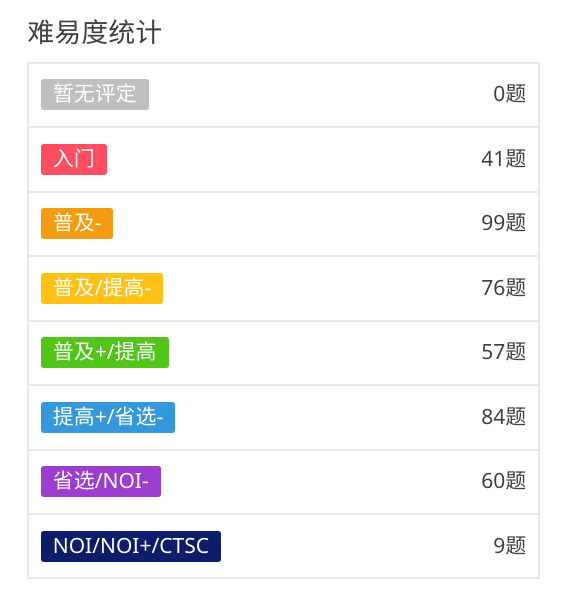 难易度统计
暂无评定 0题
入门 41题
普及- 99题
普及/提高- 76题
普及+/提高 57题
提高+/省选- 84题
省选/NOI- 60题
NOI/NOI+/CTSC 9题